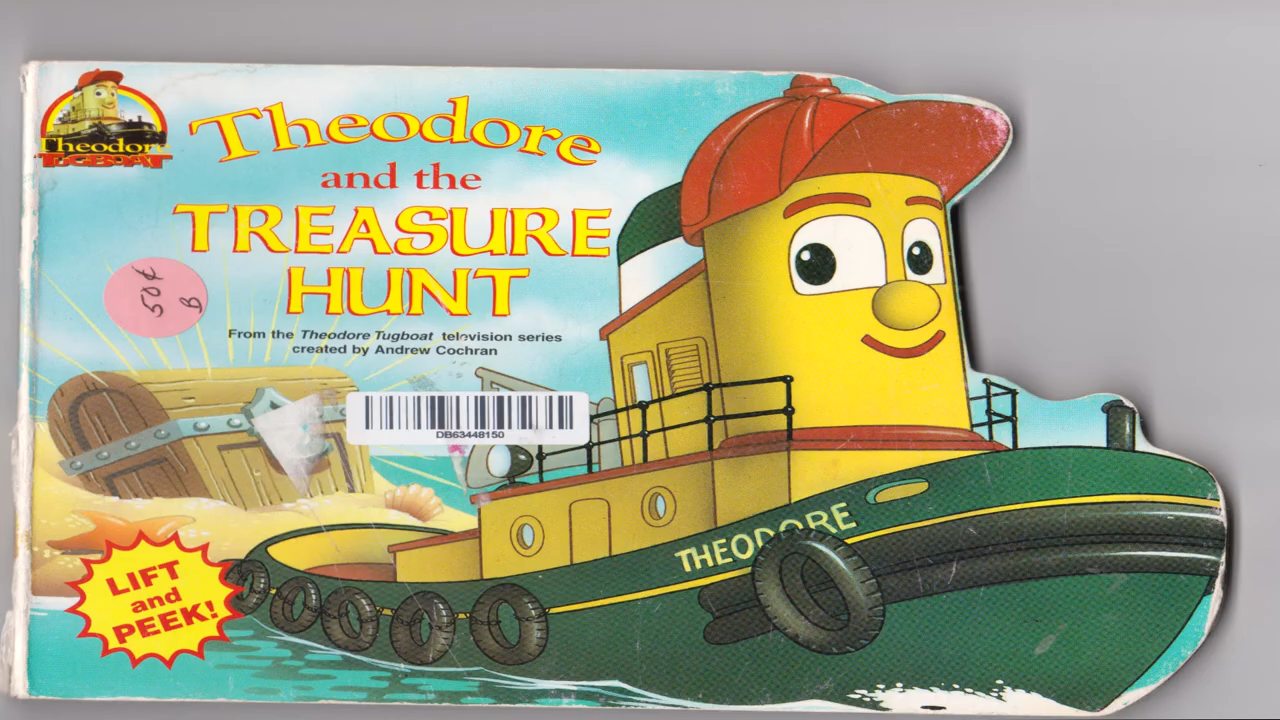 Theodore
TUGBOAT
Theodore
and the
TREASURE
HUNT
50¢
B
From the Theodore Tugboat television series
created by Andrew Cochran
DB63448150
THEODORE
LIFT
and
PEEK!